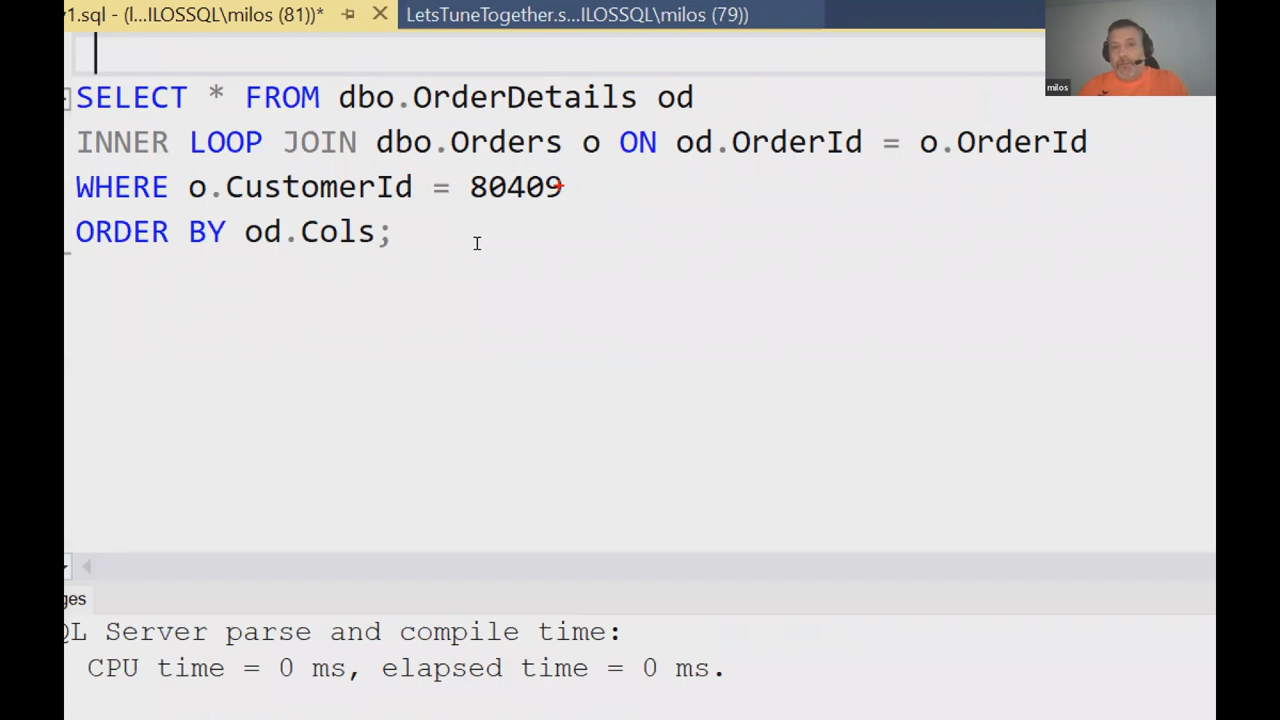 y1.sql - (l...ILOSSQL\milos (81))*
LetsTuneTogether.s...ILOSSQL\milos (79))
milos
SELECT * FROM dbo.OrderDetails od
INNER LOOP JOIN dbo.Orders o ON od.OrderId = o.OrderId
WHERE o.CustomerId = 80409
ORDER BY od.Cols;
ges
QL Server parse and compile time:
CPU time = 0 ms, elapsed time = 0 ms.